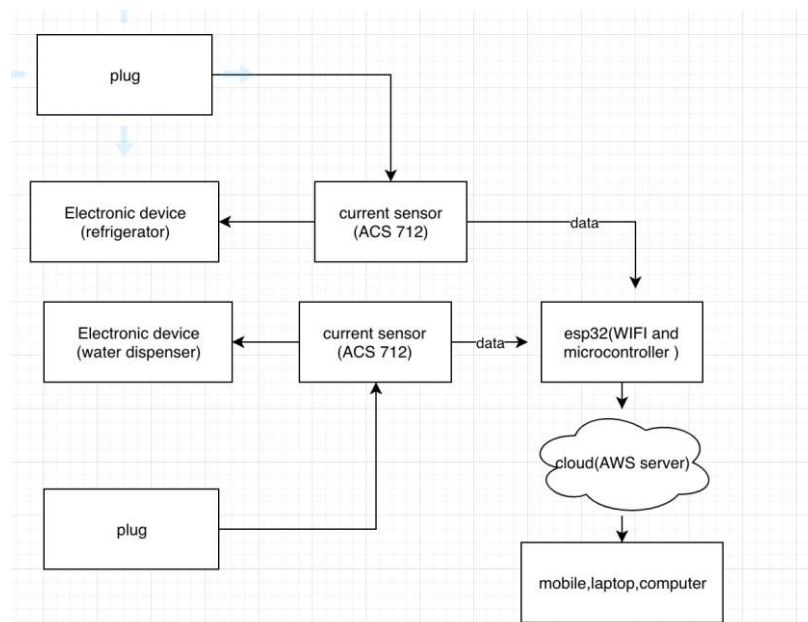 plug
Electronic device
(refrigerator)
current sensor
(ACS 712)
data
Electronic device
(water dispenser)
current sensor
(ACS 712)
data
esp32(WIFI and
microcontroller )
cloud(AWS server)
plug
mobile,laptop,computer